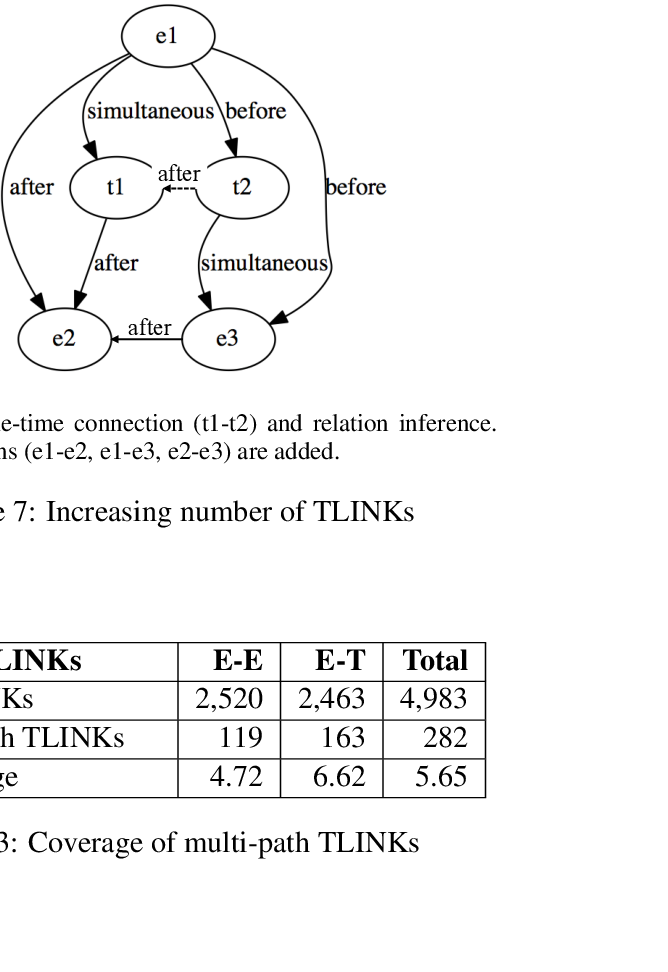 e1
simultaneous before
after
after t1 t2 before
after simultaneous
after
e2 e3
e-time connection (t1-t2) and relation inference.
ns (e1-e2, e1-e3, e2-e3) are added.
e 7: Increasing number of TLINKs
LINKs E-E E-T Total
Ks 2,520 2,463 4,983
h TLINKs 119 163 282
ge 4.72 6.62 5.65
3: Coverage of multi-path TLINKs